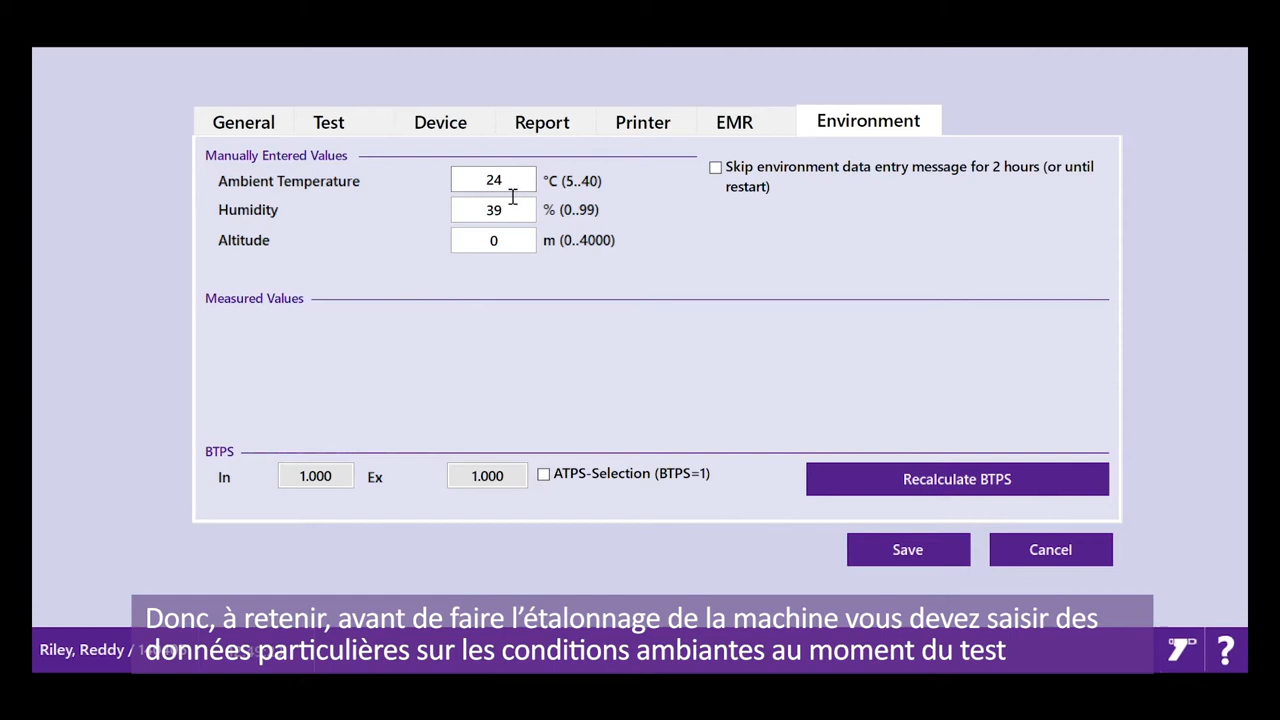 General Test Device Report Printer EMR Environment
Manually Entered Values
Skip environment data entry message for 2 hours (or until
restart)
Ambient Temperature 24 °C (5..40)
Humidity 39 % (0..99)
Altitude 0 m (0..4000)
Measured Values
BTPS
In 1.000 Ex 1.000 ATPS-Selection (BTPS=1) Recalculate BTPS
Save Cancel
Donc, à retenir, avant de faire l'étalonnage de la machine vous devez saisir des
données particulières sur les conditions ambiantes au moment du test
Riley, Reddy /
?